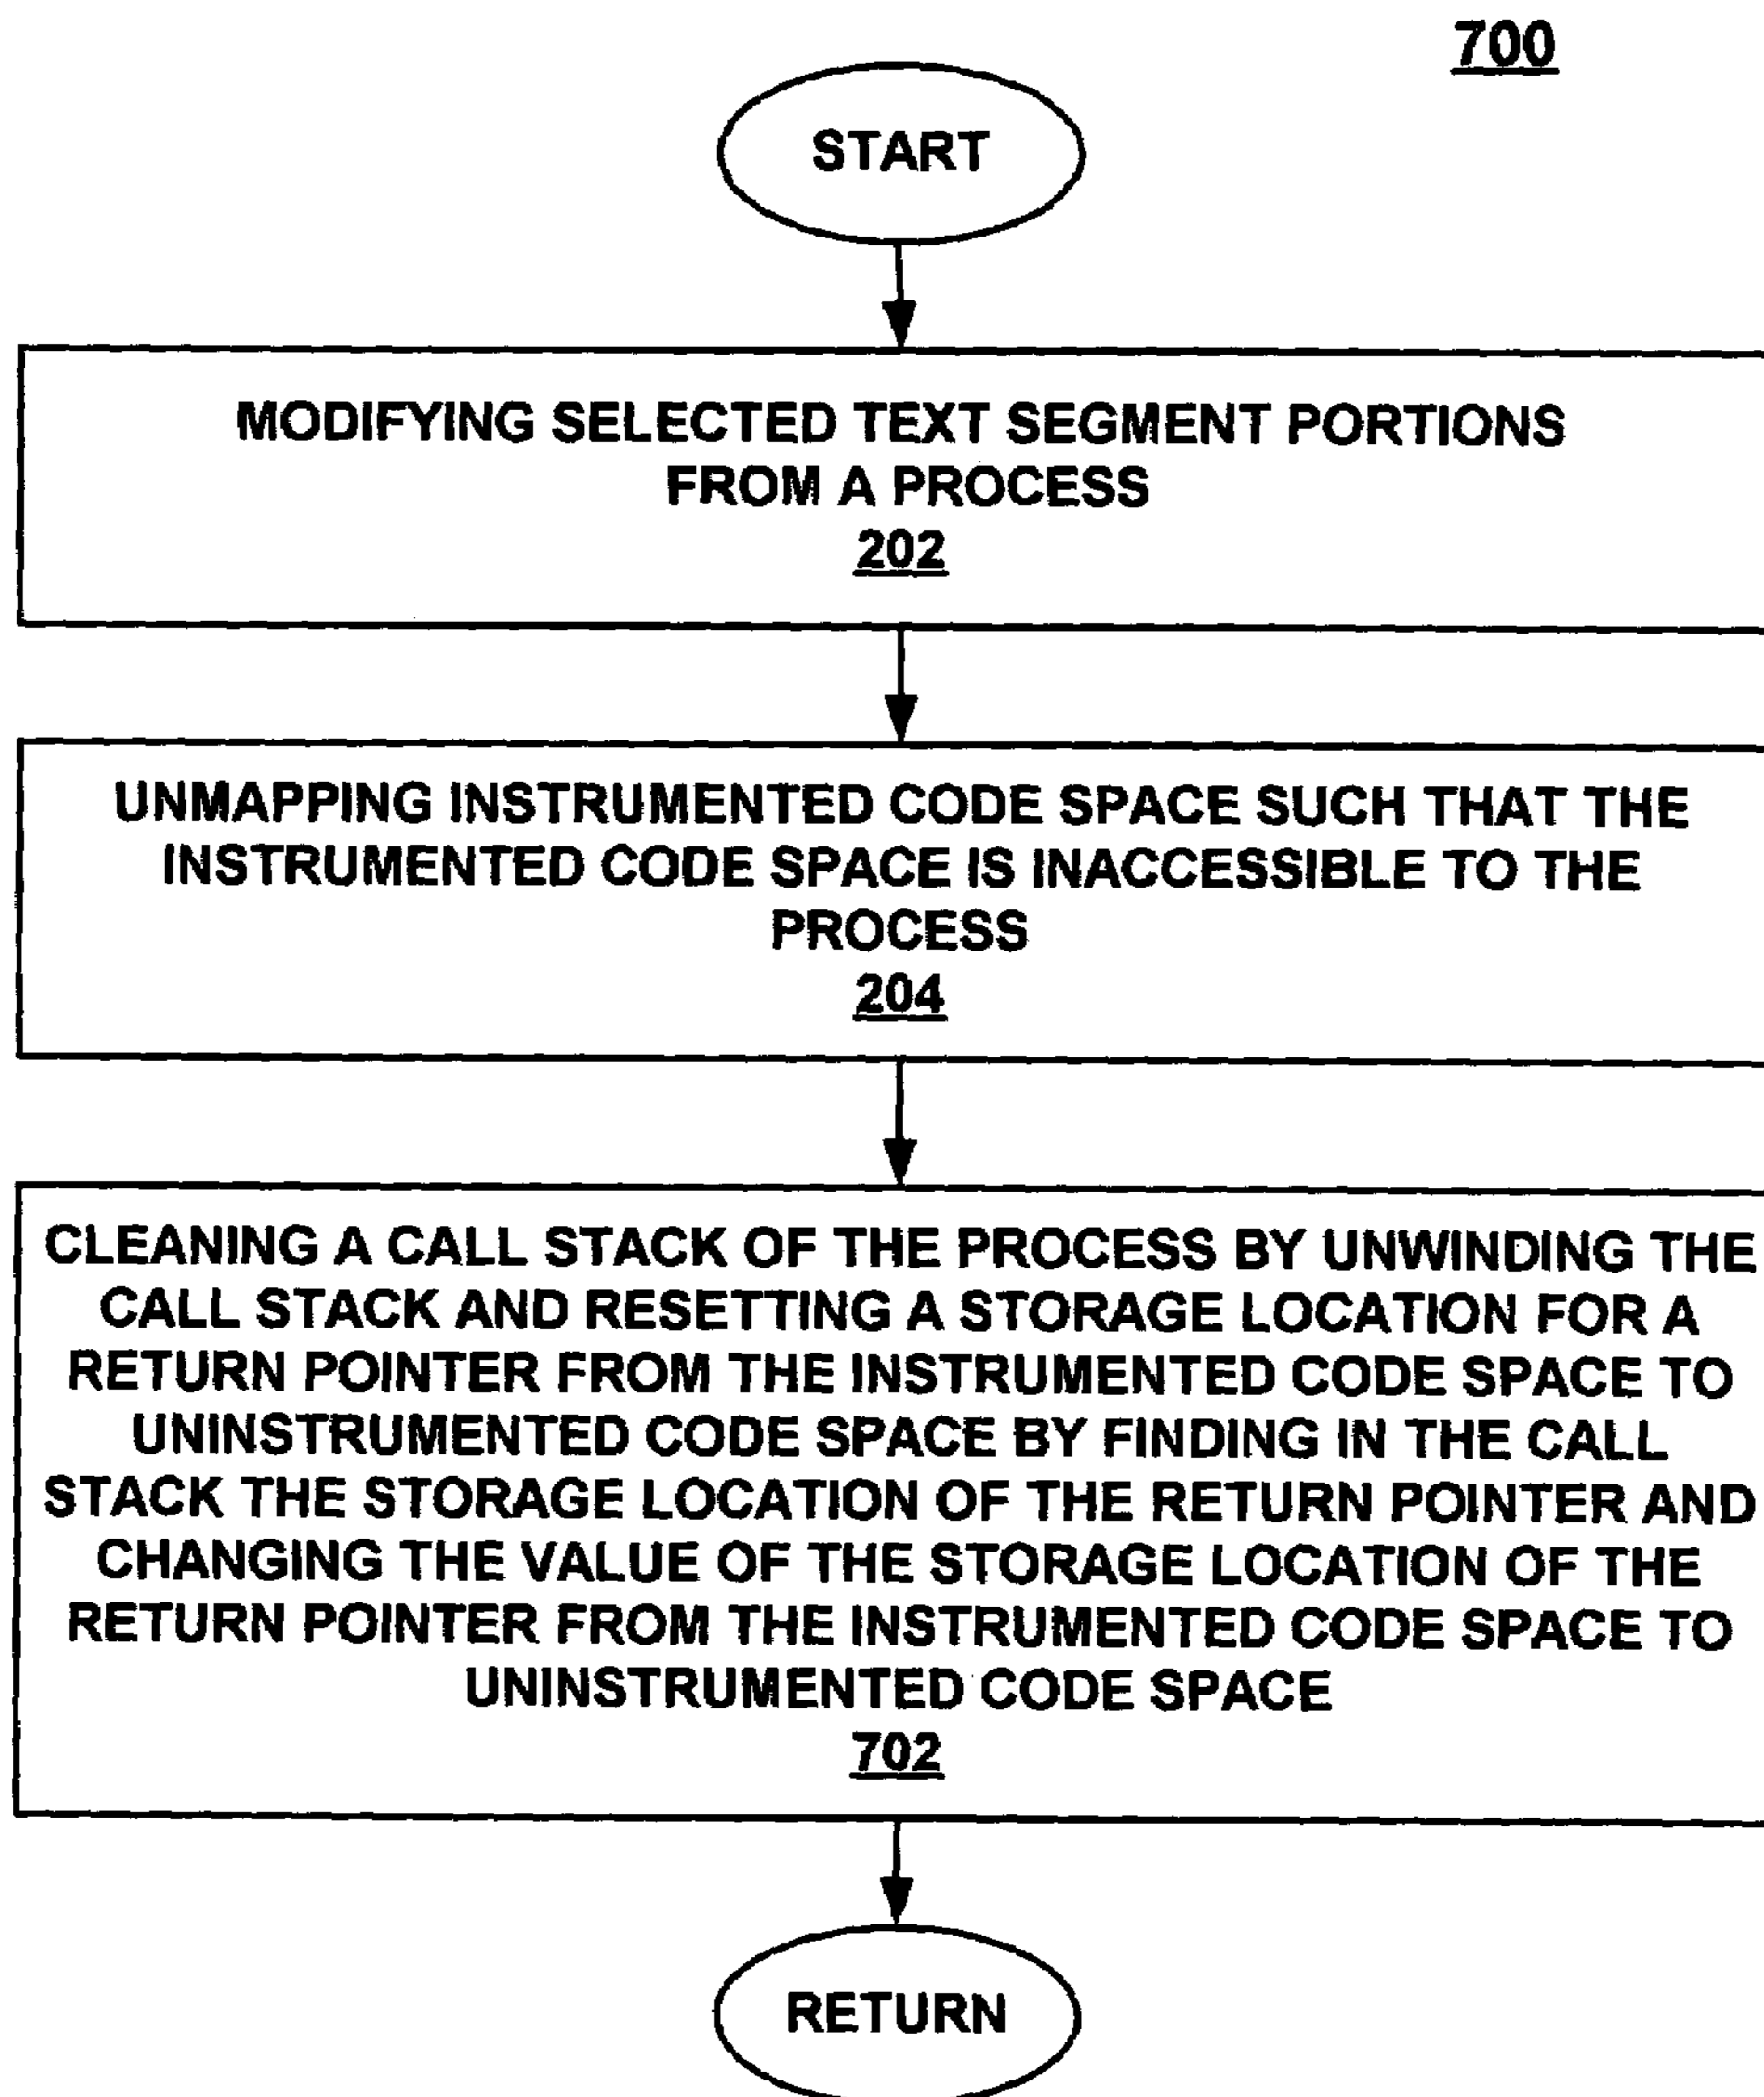 700
START
MODIFYING SELECTED TEXT SEGMENT PORTIONS
FROM A PROCESS
202
UNMAPPING INSTRUMENTED CODE SPACE SUCH THAT THE
INSTRUMENTED CODE SPACE IS INACCESSIBLE TO THE
PROCESS
204
CLEANING A CALL STACK OF THE PROCESS BY UNWINDING THE
CALL STACK AND RESETTING A STORAGE LOCATION FOR A
RETURN POINTER FROM THE INSTRUMENTED CODE SPACE TO
UNINSTRUMENTED CODE SPACE BY FINDING IN THE CALL
STACK THE STORAGE LOCATION OF THE RETURN POINTER AND
CHANGING THE VALUE OF THE STORAGE LOCATION OF THE
RETURN POINTER FROM THE INSTRUMENTED CODE SPACE TO
UNINSTRUMENTED CODE SPACE
702
RETURN